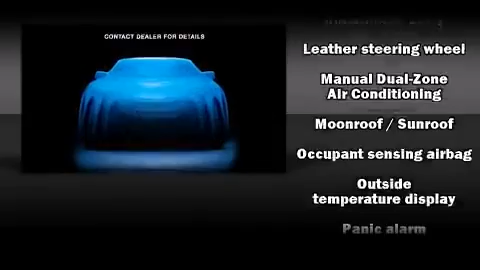 CONTACT DEALER FOR DETAILS
Leather steering wheel
Manual Dual-Zone
Air Conditioning
Moonroof / Sunroof
Occupant sensing airbag
Outside
temperature display
Panic alarm